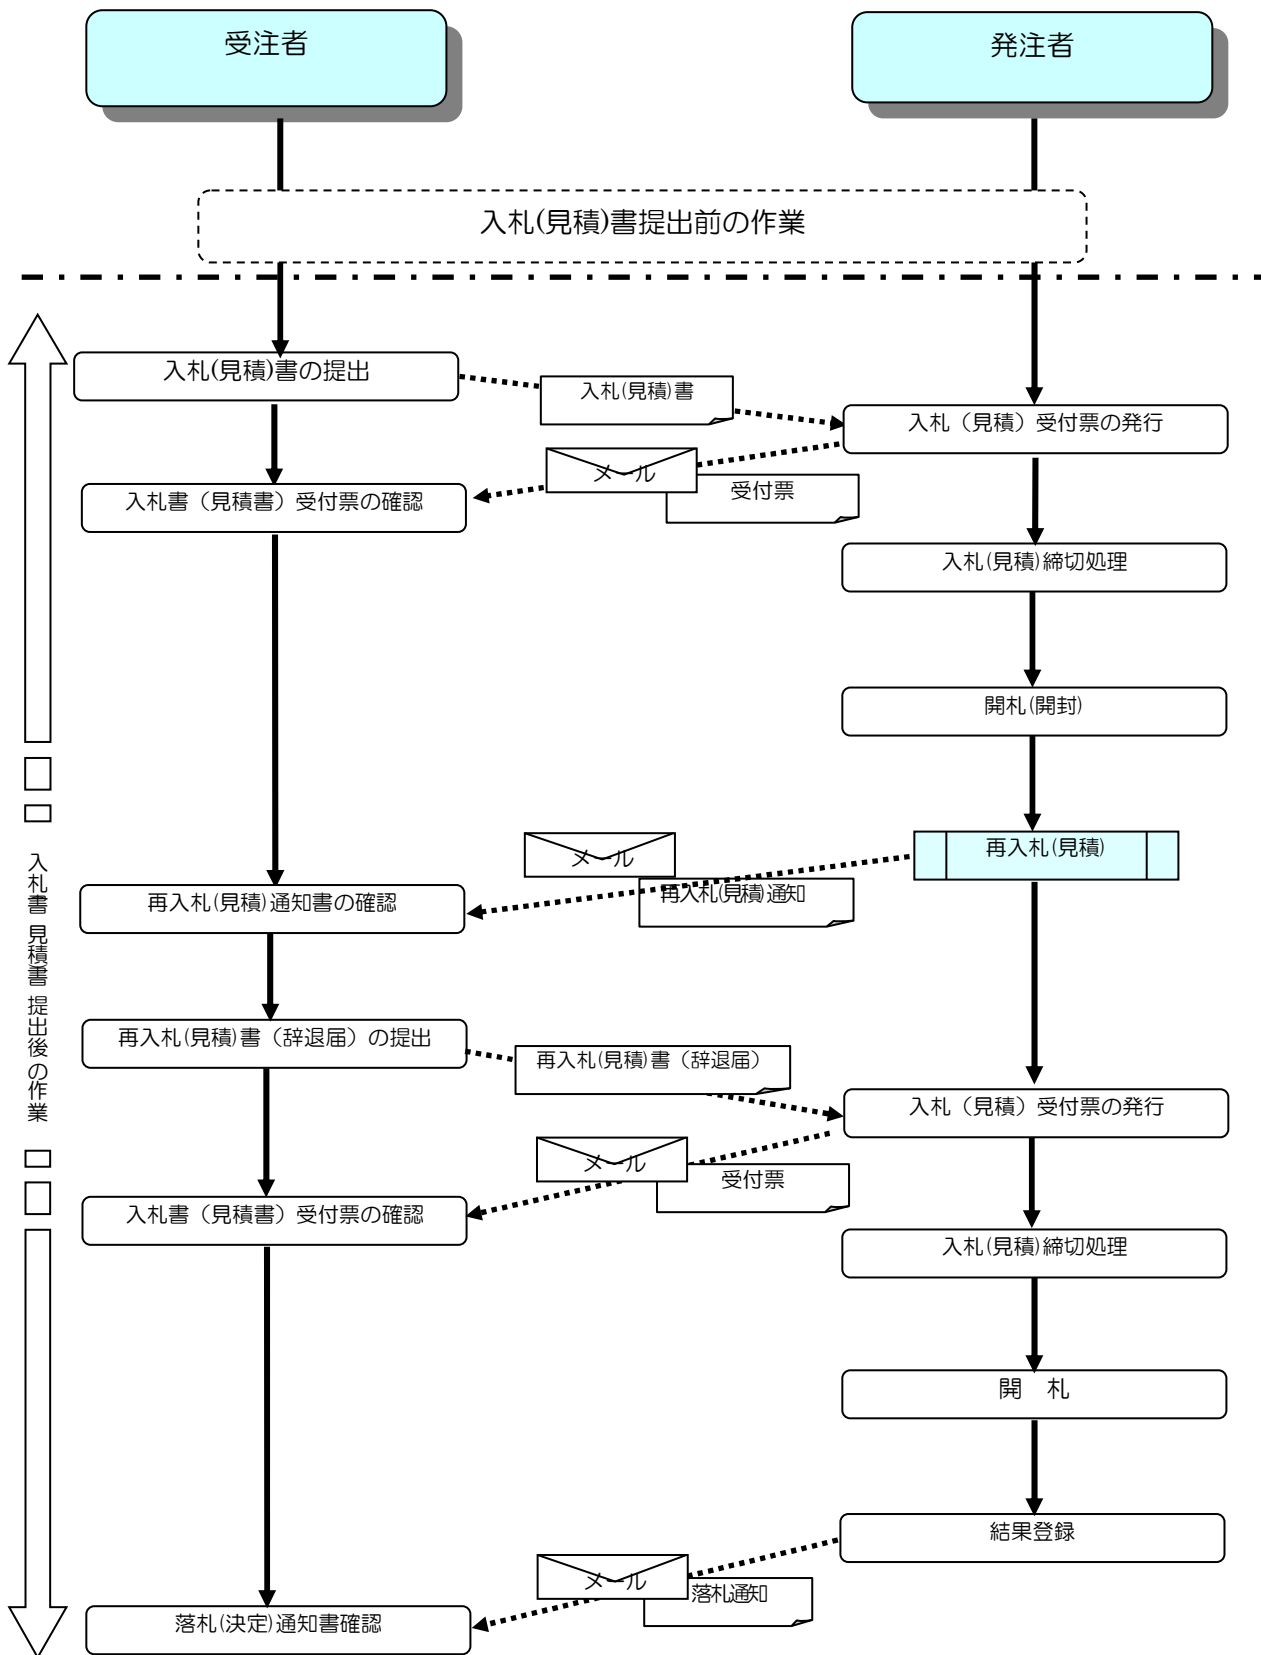 受注者
発注者
入札(見積)書提出前の作業
入札(見積)書の提出
入札(見積)書
入札（見積）受付票の発行
メール
受付票
入札書（見積書）受付票の確認
入札(見積)締切処理
開札(開封)
再入札(見積)
メール
再入札(見積)通知
再入札(見積)通知書の確認
入札書 見積書 提出後の作業
再入札(見積)書（辞退届）の提出
再入札(見積)書（辞退届）
入札（見積）受付票の発行
メール
受付票
入札書（見積書）受付票の確認
入札(見積)締切処理
開　札
結果登録
メール
落札通知
落札(決定)通知書確認